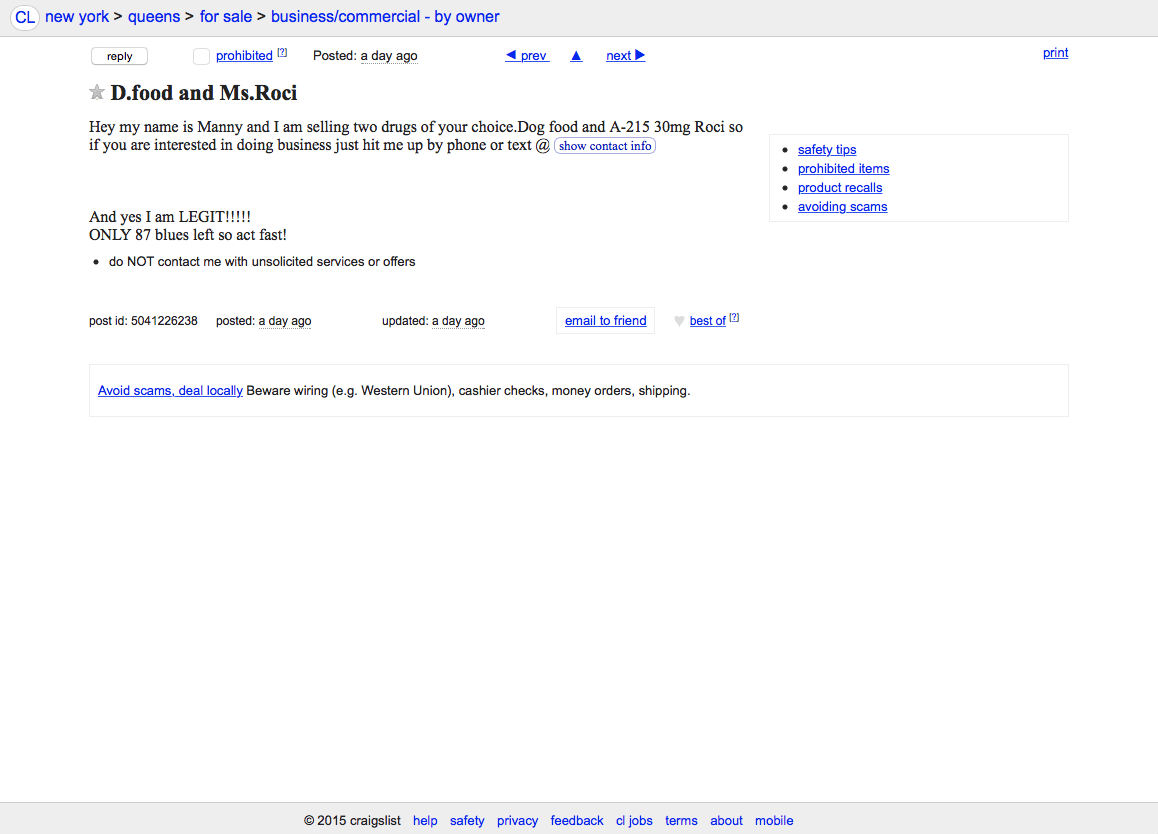 CL new york > queens > for sale > business/commercial - by owner
reply prohibited [?] Posted: a day ago ◀ prev ▲ next ▶ print
★ D.food and Ms.Roci
Hey my name is Manny and I am selling two drugs of your choice.Dog food and A-215 30mg Roci so
if you are interested in doing business just hit me up by phone or text @ show contact info
• safety tips
• prohibited items
• product recalls
• avoiding scams
And yes I am LEGIT!!!!!
ONLY 87 blues left so act fast!
• do NOT contact me with unsolicited services or offers
post id: 5041226238 posted: a day ago updated: a day ago email to friend ♥ best of [?]
Avoid scams, deal locally Beware wiring (e.g. Western Union), cashier checks, money orders, shipping.
© 2015 craigslist help safety privacy feedback cl jobs terms about mobile